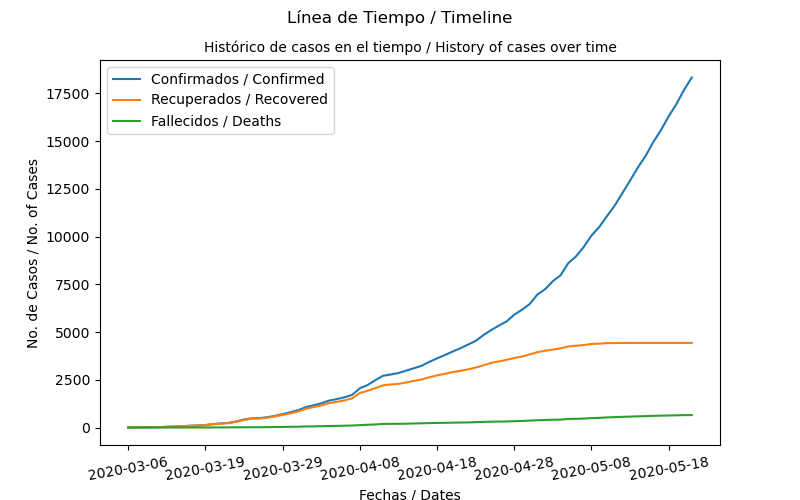 Línea de Tiempo / Timeline
Histórico de casos en el tiempo / History of cases over time
Confirmados / Confirmed
Recuperados / Recovered
Fallecidos / Deaths
No. de Casos / No. of Cases
17500
15000
12500
10000
7500
5000
2500
0
2020-03-06 2020-03-19 2020-03-29 2020-04-08 2020-04-18 2020-04-28 2020-05-08 2020-05-18
Fechas / Dates